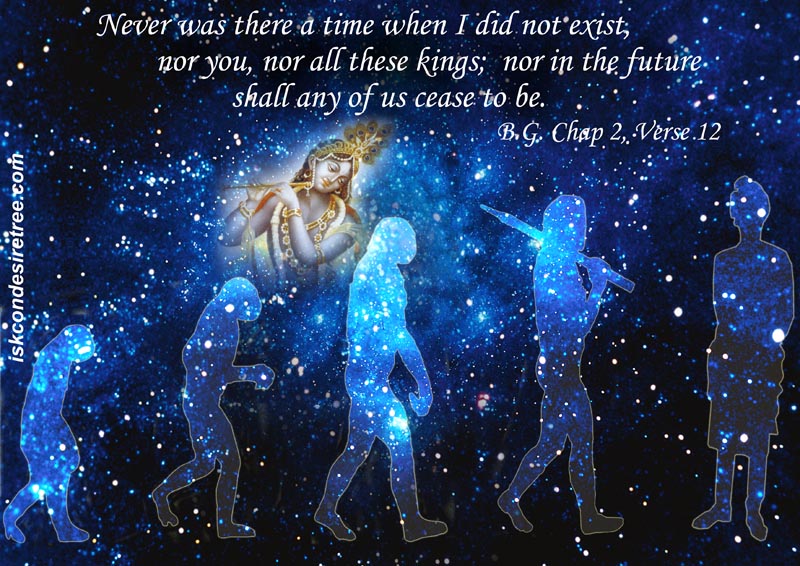 Never was there a time when I did not exist,
nor you, nor all these kings; nor in the future
shall any of us cease to be.
B.G. Chap 2, Verse 12
iskcondesiretree.com